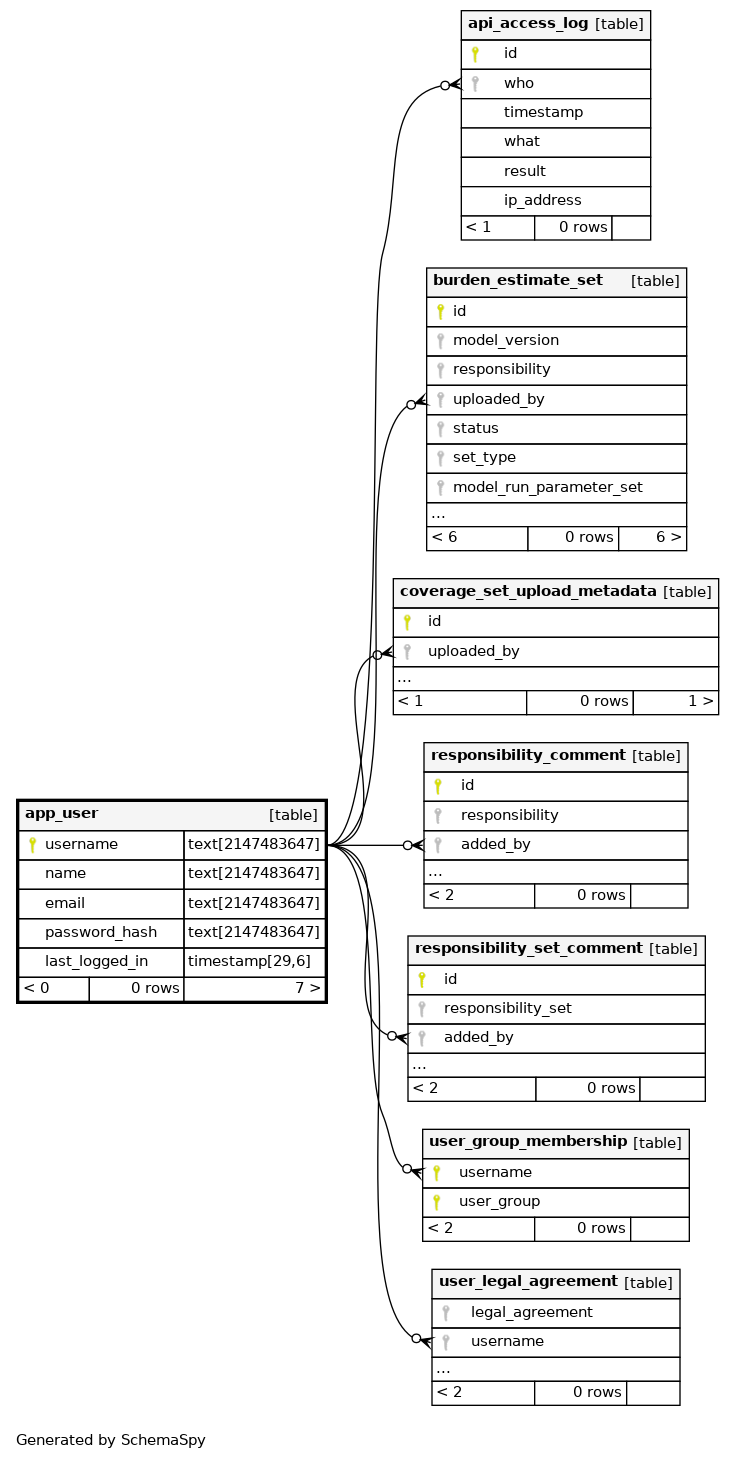 api_access_log [table]
id
who
timestamp
what
result
ip_address
< 1 0 rows
burden_estimate_set [table]
id
model_version
responsibility
uploaded_by
status
set_type
model_run_parameter_set
...
< 6 0 rows 6 >
coverage_set_upload_metadata [table]
id
uploaded_by
...
< 1 0 rows 1 >
responsibility_comment [table]
id
responsibility
added_by
...
< 2 0 rows
app_user [table]
username text[2147483647]
name text[2147483647]
email text[2147483647]
password_hash text[2147483647]
last_logged_in timestamp[29,6]
< 0 0 rows 7 >
responsibility_set_comment [table]
id
responsibility_set
added_by
...
< 2 0 rows
user_group_membership [table]
username
user_group
< 2 0 rows
user_legal_agreement [table]
legal_agreement
username
...
< 2 0 rows
Generated by SchemaSpy